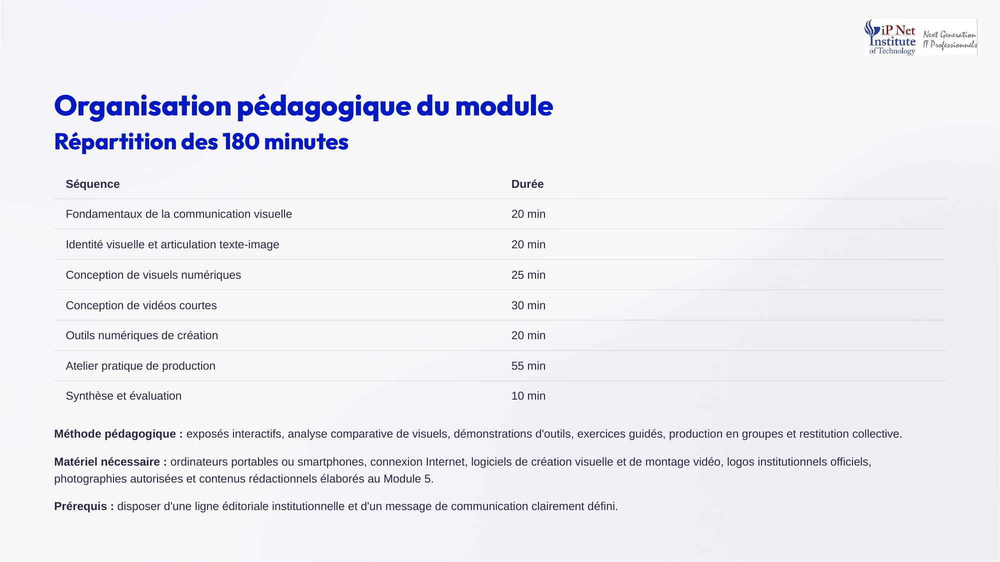 iP Net
Institute
of Technology
Next Generation
IT Professionnels
Organisation pédagogique du module
Répartition des 180 minutes
Séquence Durée
Fondamentaux de la communication visuelle 20 min
Identité visuelle et articulation texte-image 20 min
Conception de visuels numériques 25 min
Conception de vidéos courtes 30 min
Outils numériques de création 20 min
Atelier pratique de production 55 min
Synthèse et évaluation 10 min
Méthode pédagogique : exposés interactifs, analyse comparative de visuels, démonstrations d'outils, exercices guidés, production en groupes et restitution collective.
Matériel nécessaire : ordinateurs portables ou smartphones, connexion Internet, logiciels de création visuelle et de montage vidéo, logos institutionnels officiels,
photographies autorisées et contenus rédactionnels élaborés au Module 5.
Prérequis : disposer d'une ligne éditoriale institutionnelle et d'un message de communication clairement défini.